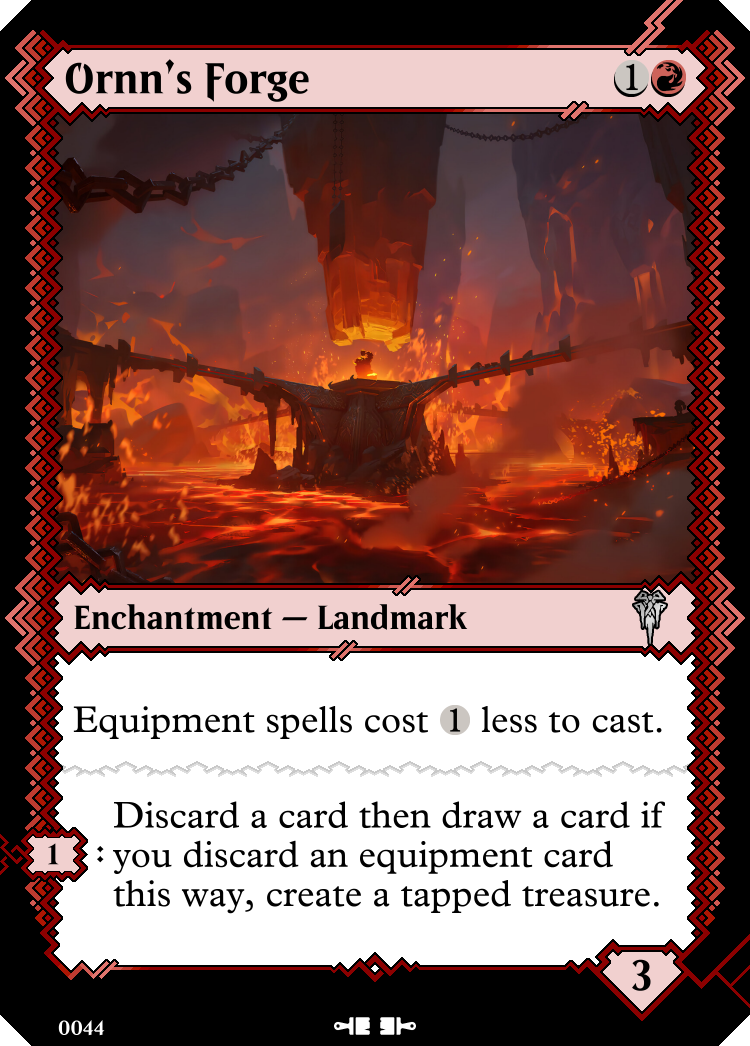 Ornn's Forge 1
Enchantment — Landmark
Equipment spells cost 1 less to cast.
Discard a card then draw a card if
1 : you discard an equipment card
this way, create a tapped treasure.
3
0044